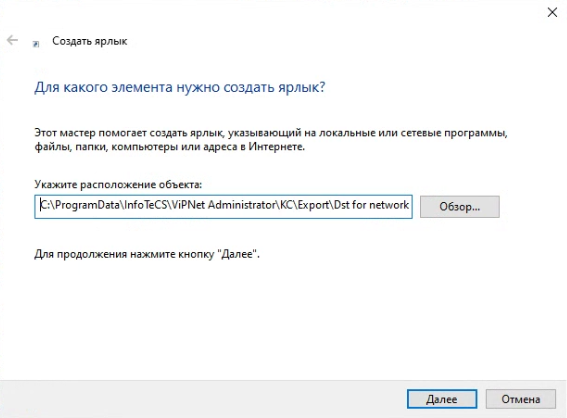 Создать ярлык
Для какого элемента нужно создать ярлык?
Этот мастер помогает создать ярлык, указывающий на локальные или сетевые программы,
файлы, папки, компьютеры или адреса в Интернете.
Укажите расположение объекта:
C:\ProgramData\InfoTeCS\ViPNet Administrator\KC\Export\Dst for network
Обзор...
Для продолжения нажмите кнопку "Далее".
Далее
Отмена